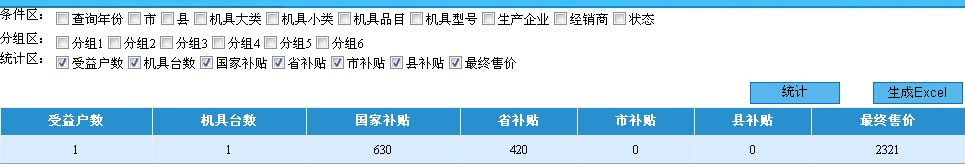 条件区： 查询年份 市 县 机具大类 机具小类 机具品目 机具型号 生产企业 经销商 状态
分组区： 分组1 分组2 分组3 分组4 分组5 分组6
统计区： 受益户数 机具台数 国家补贴 省补贴 市补贴 县补贴 最终售价
统计 生成Excel
受益户数 机具台数 国家补贴 省补贴 市补贴 县补贴 最终售价
1 1 630 420 0 0 2321